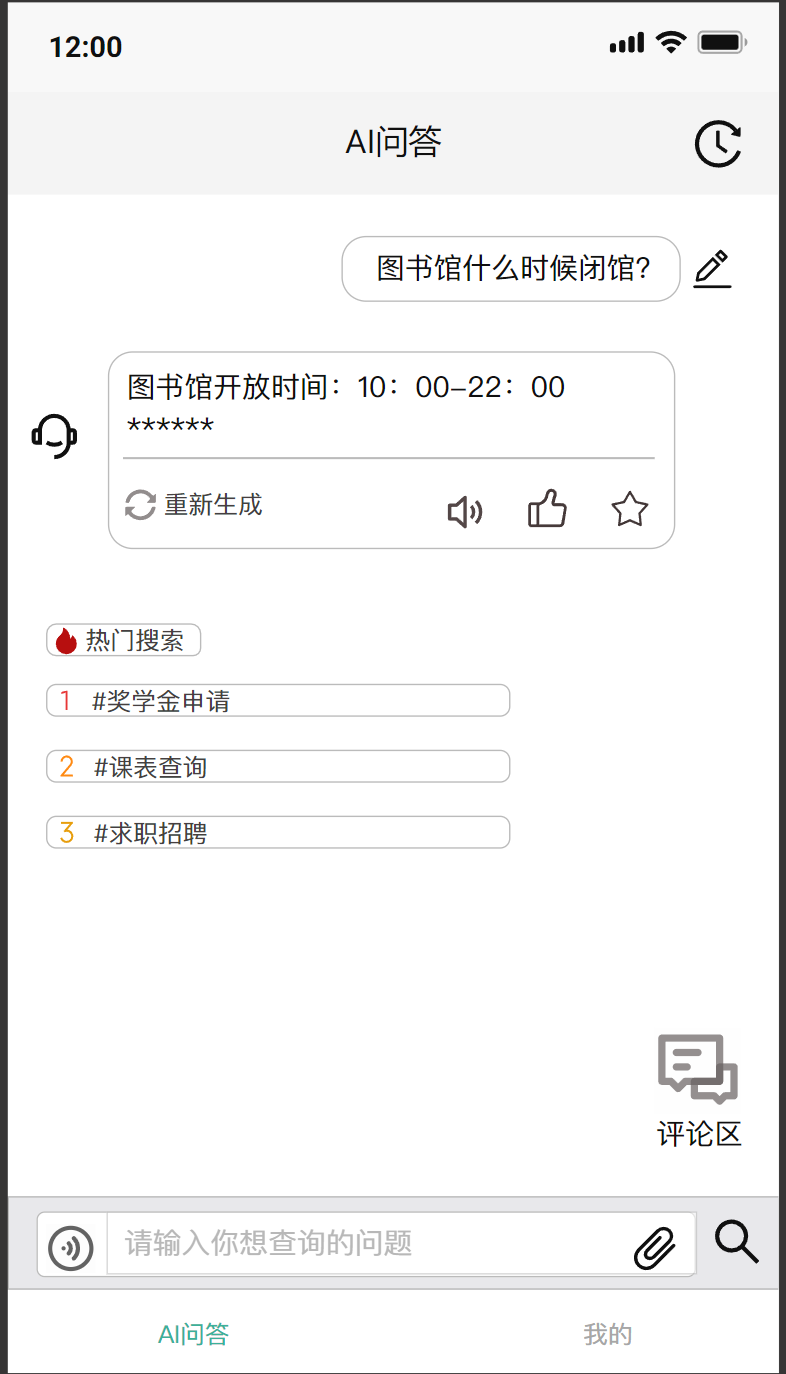 12:00
AI问答
图书馆什么时候闭馆?
图书馆开放时间：10：00-22：00
******
重新生成
热门搜索
1 #奖学金申请
2 #课表查询
3 #求职招聘
评论区
请输入你想查询的问题
AI问答 我的